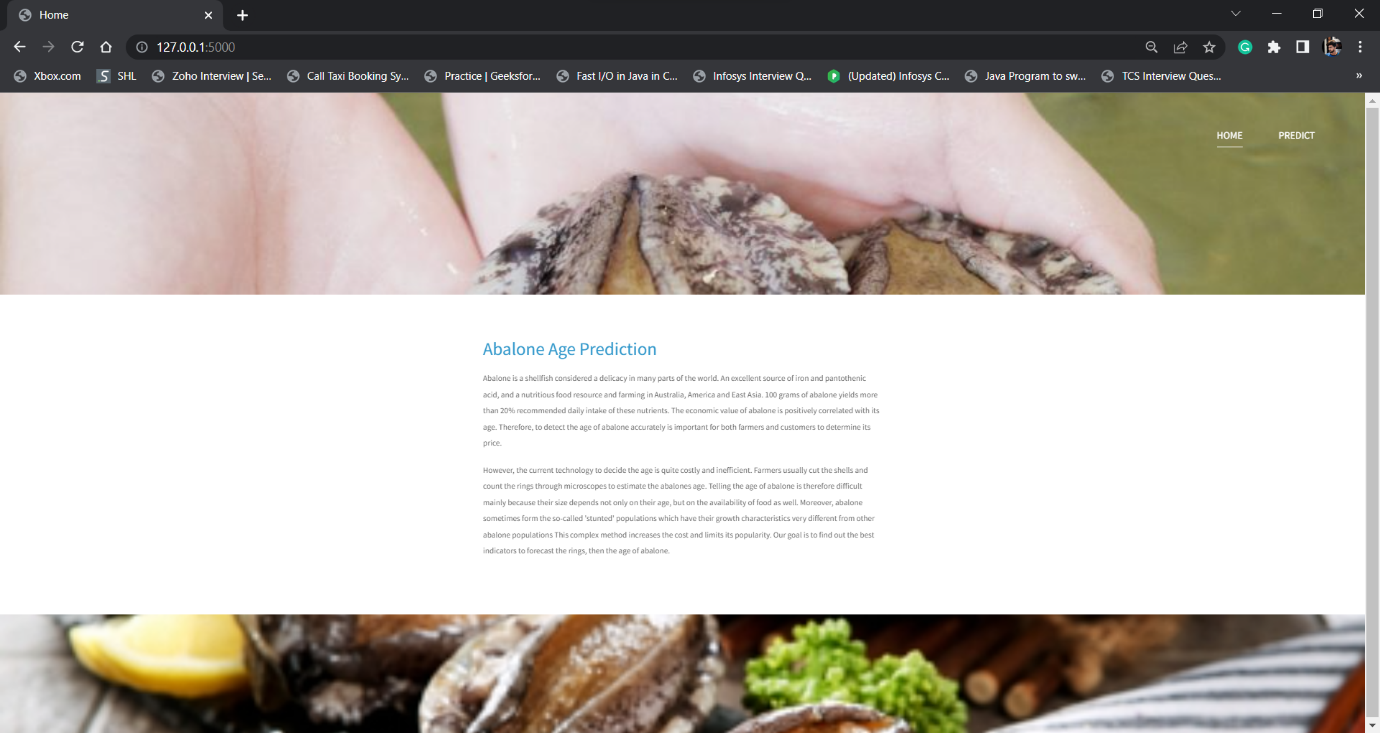 Home
127.0.0.1:5000
Xbox.com
SHL
Zoho Interview | Se...
Call Taxi Booking Sy...
Practice | Geeksfor...
Fast I/O in Java in C...
Infosys Interview Q...
(Updated) Infosys C...
Java Program to sw...
TCS Interview Ques...
»
HOME
PREDICT
Abalone Age Prediction
Abalone is a shellfish considered a delicacy in many parts of the world. An excellent source of iron and pantothenic
acid, and a nutritious food resource and farming in Australia, America and East Asia. 100 grams of abalone yields more
than 20% recommended daily intake of these nutrients. The economic value of abalone is positively correlated with its
age. Therefore, to detect the age of abalone accurately is important for both farmers and customers to determine its
price.
However, the current technology to decide the age is quite costly and inefficient. Farmers usually cut the shells and
count the rings through microscopes to estimate the abalones age. Telling the age of abalone is therefore difficult
mainly because their size depends not only on their age, but on the availability of food as well. Moreover, abalone
sometimes form the so-called 'stunted' populations which have their growth characteristics very different from other
abalone populations This complex method increases the cost and limits its popularity. Our goal is to find out the best
indicators to forecast the rings, then the age of abalone.